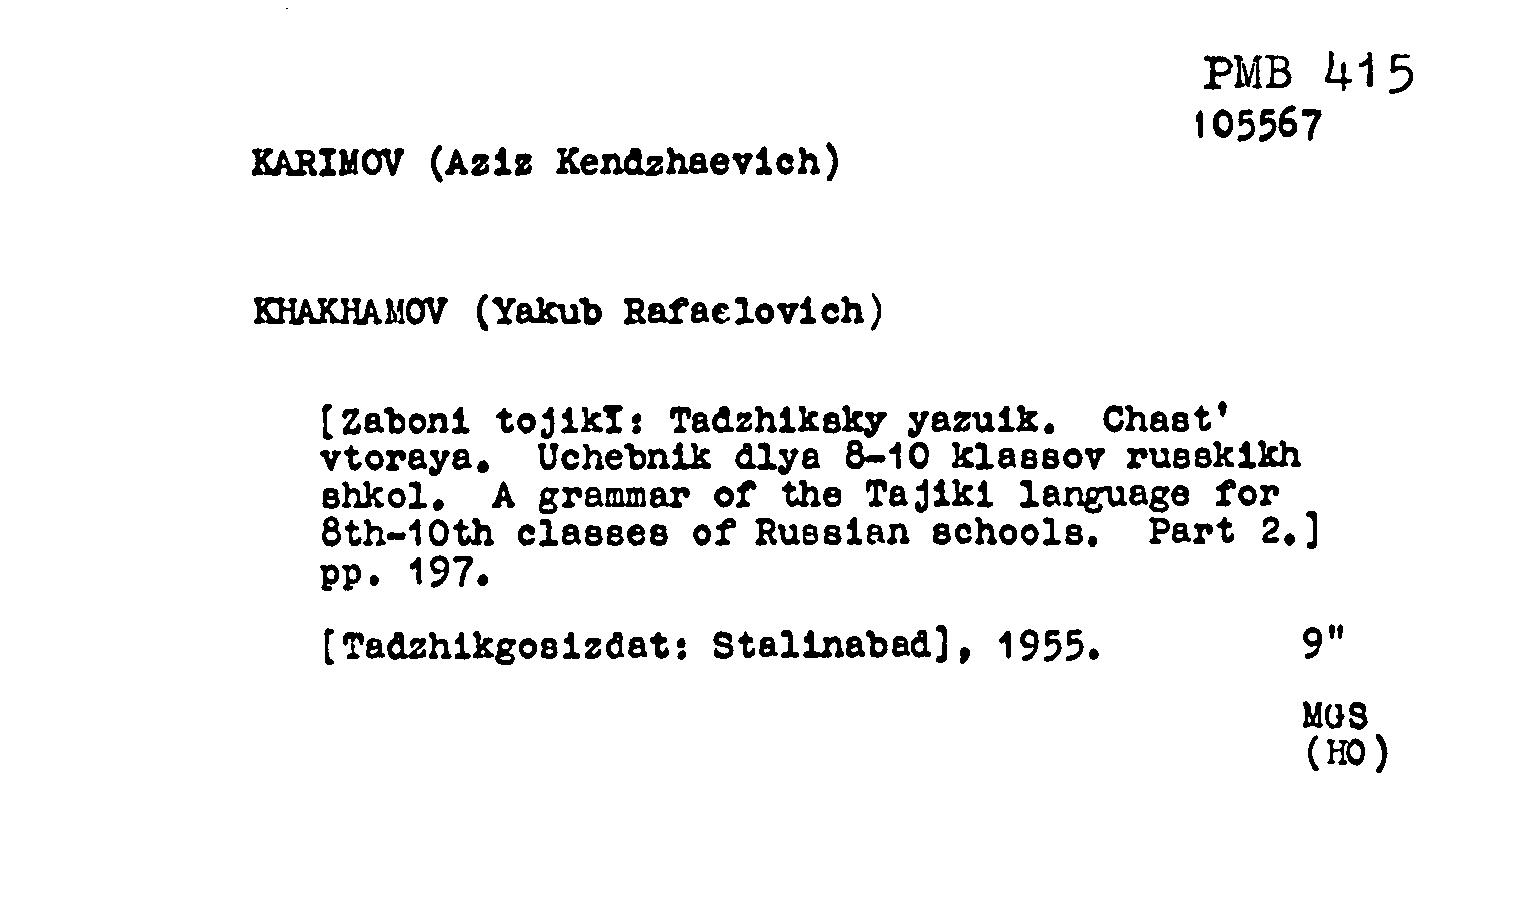 PMB 415
105567
KARIMOV (Aziz Kendzhaevich)
KHAKHAMOV (Yakub Rafaelovich)
[Zaboni tojikī: Tadzhiksky yazuik. Chast'
vtoraya. Uchebnik dlya 8-10 klassov russkikh
shkol. A grammar of the Tajiki language for
8th-10th classes of Russian schools. Part 2.]
pp. 197.
[Tadzhikgosizdat: Stalinabad], 1955. 9"
MGS
(HO)